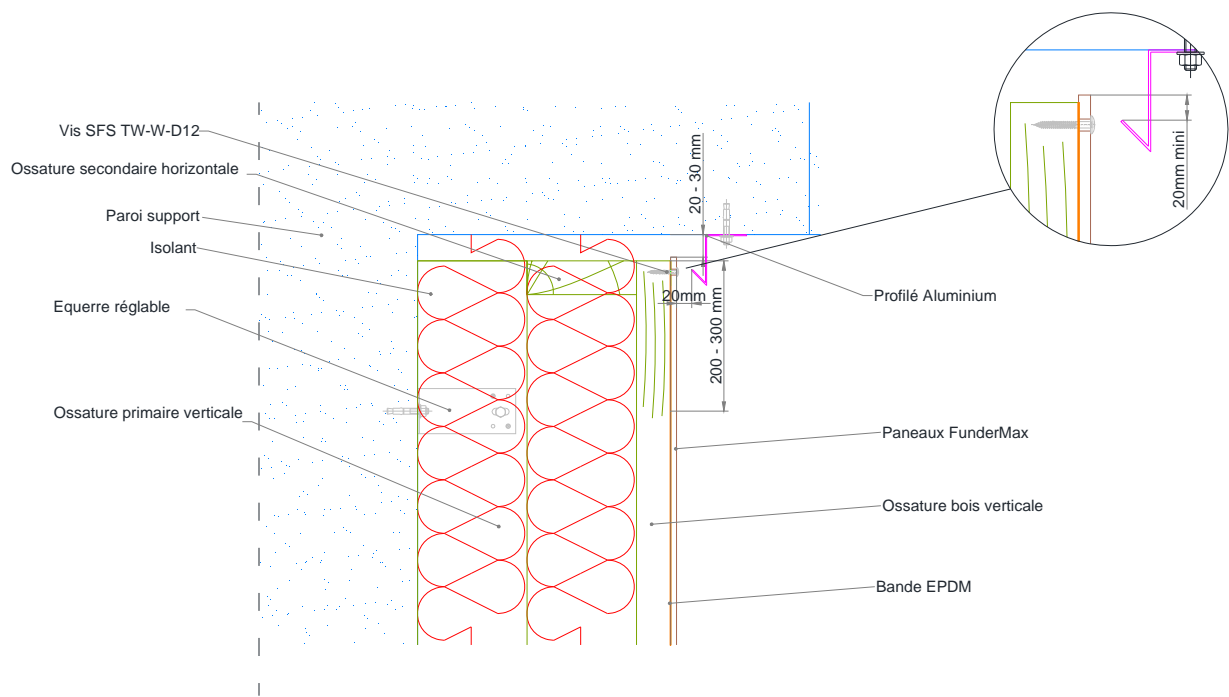 Vis SFS TW-W-D12
Ossature secondaire horizontale
Paroi support
Isolant
Equerre réglable
Ossature primaire verticale
20 - 30 mm
20mm
200 - 300 mm
20mm mini
Profilé Aluminium
Paneaux FunderMax
Ossature bois verticale
Bande EPDM